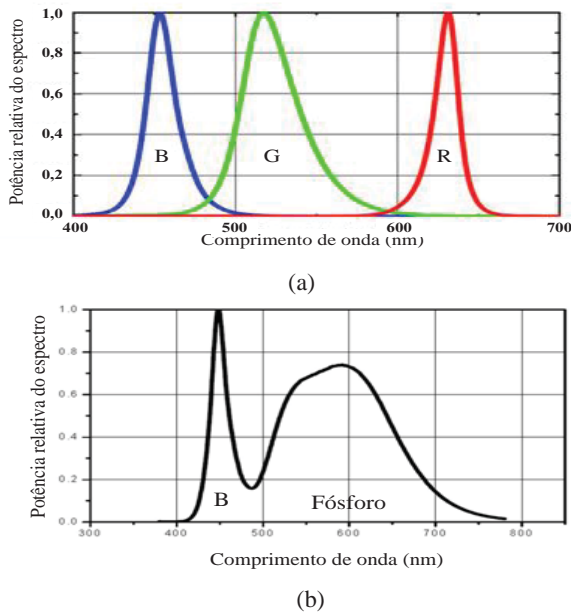 Potência relativa do espectro
1,0
0,8
0,6
0,4
0,2
0,0
B
G
R
400
500
600
700
Comprimento de onda (nm)
(a)
Potência relativa do espectro
1.0
0.8
0.6
0.4
0.2
0.0
B
Fósforo
300
400
500
600
700
800
Comprimento de onda (nm)
(b)